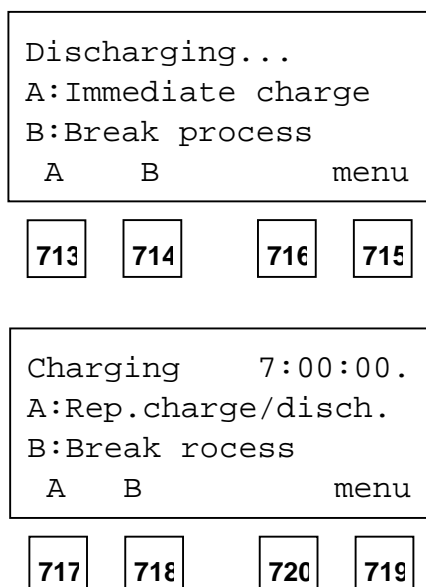 Discharging...
A:Immediate charge
B:Break process
A B menu
713 714 716 715
Charging 7:00:00.
A:Rep.charge/disch.
B:Break rocess
A B menu
717 718 720 719